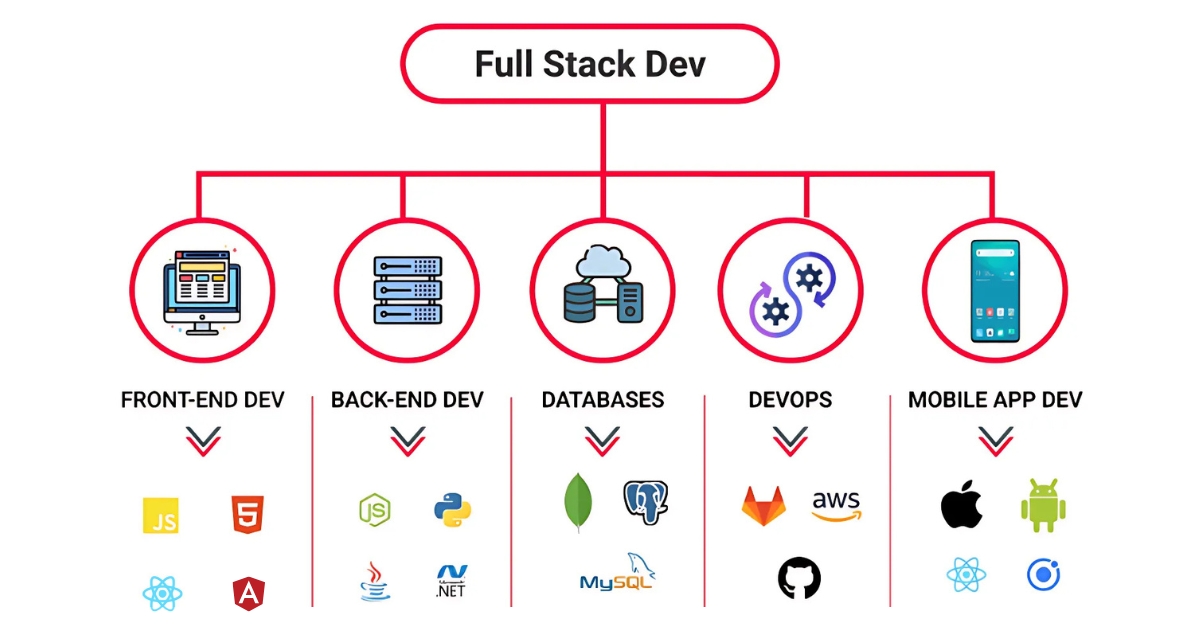 Full Stack Dev
FRONT-END DEV
BACK-END DEV
DATABASES
DEVOPS
MOBILE APP DEV
JS
5
JS
aws
A
Microsoft
.NET
MySQL